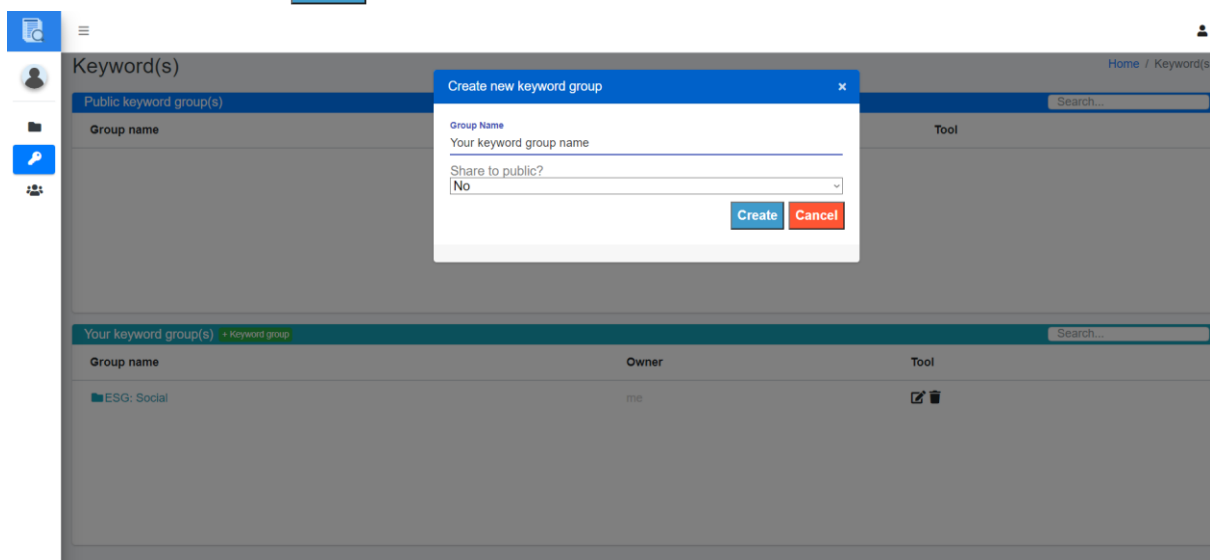 Keyword(s)
Home / Keyword(s
Public keyword group(s)
Search...
Group name
Tool
Create new keyword group ×
Group Name
Your keyword group name
Share to public?
No
Create Cancel
Your keyword group(s) + Keyword group
Search...
Group name Owner Tool
ESG: Social me